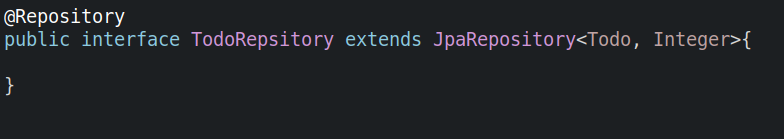 @Repository
public interface TodoRepsitory extends JpaRepository<Todo, Integer>{
}